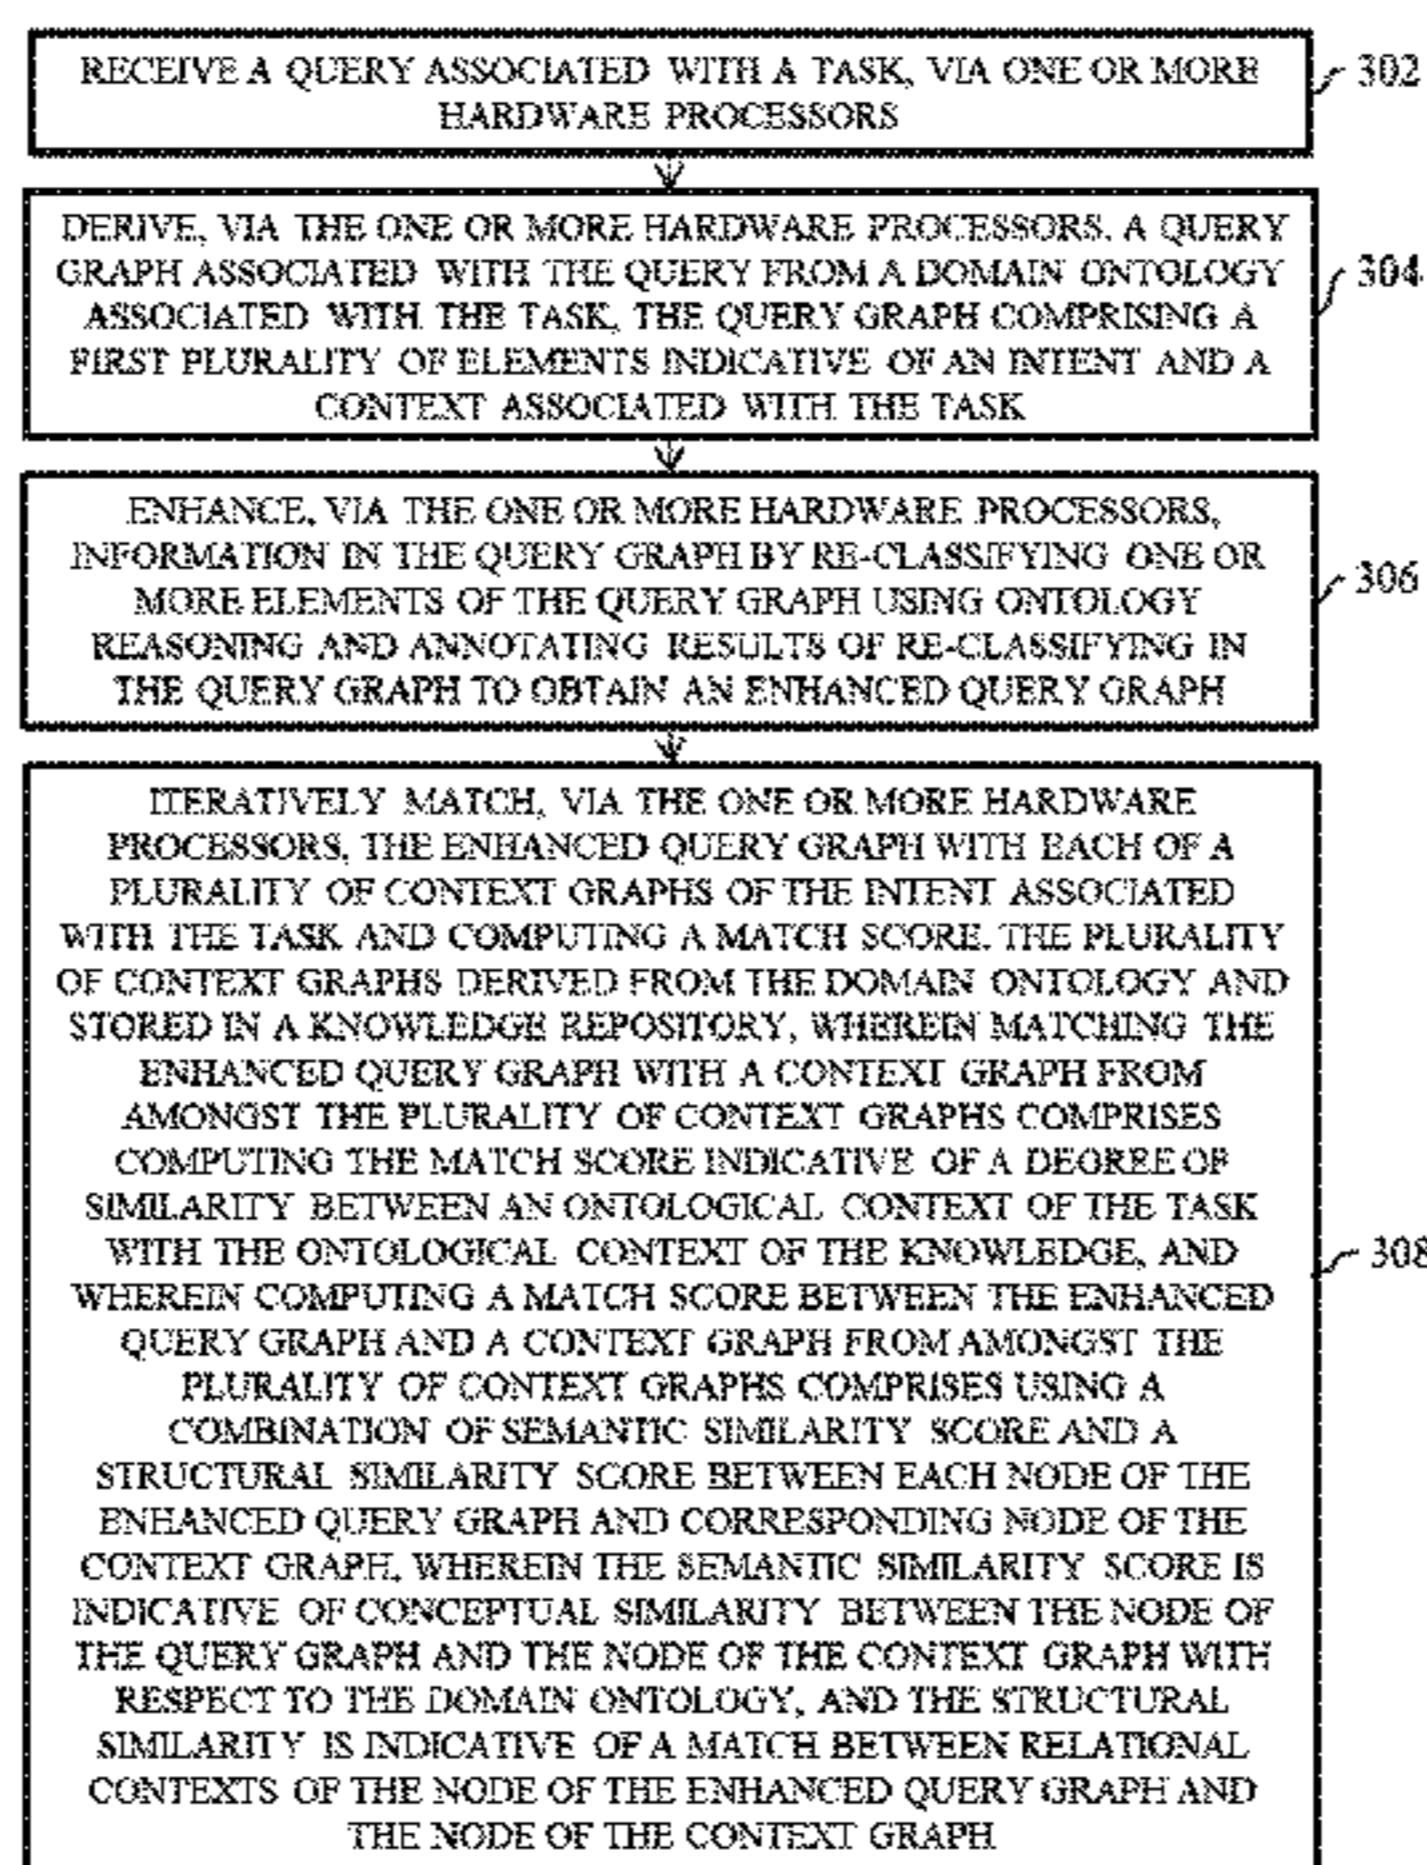 RECEIVE A QUERY ASSOCIATED WITH A TASK, VIA ONE OR MORE
HARDWARE PROCESSORS
302
DERIVE, VIA THE ONE OR MORE HARDWARE PROCESSORS, A QUERY
GRAPH ASSOCIATED WITH THE QUERY FROM A DOMAIN ONTOLOGY
ASSOCIATED WITH THE TASK, THE QUERY GRAPH COMPRISING A
FIRST PLURALITY OF ELEMENTS INDICATIVE OF AN INTENT AND A
CONTEXT ASSOCIATED WITH THE TASK
304
ENHANCE, VIA THE ONE OR MORE HARDWARE PROCESSORS,
INFORMATION IN THE QUERY GRAPH BY RE-CLASSIFYING ONE OR
MORE ELEMENTS OF THE QUERY GRAPH USING ONTOLOGY
REASONING AND ANNOTATING RESULTS OF RE-CLASSIFYING IN
THE QUERY GRAPH TO OBTAIN AN ENHANCED QUERY GRAPH
306
ITERATIVELY MATCH, VIA THE ONE OR MORE HARDWARE
PROCESSORS, THE ENHANCED QUERY GRAPH WITH EACH OF A
PLURALITY OF CONTEXT GRAPHS OF THE INTENT ASSOCIATED
WITH THE TASK AND COMPUTING A MATCH SCORE, THE PLURALITY
OF CONTEXT GRAPHS DERIVED FROM THE DOMAIN ONTOLOGY AND
STORED IN A KNOWLEDGE REPOSITORY, WHEREIN MATCHING THE
ENHANCED QUERY GRAPH WITH A CONTEXT GRAPH FROM
AMONGST THE PLURALITY OF CONTEXT GRAPHS COMPRISES
COMPUTING THE MATCH SCORE INDICATIVE OF A DEGREE OF
SIMILARITY BETWEEN AN ONTOLOGICAL CONTEXT OF THE TASK
WITH THE ONTOLOGICAL CONTEXT OF THE KNOWLEDGE, AND
WHEREIN COMPUTING A MATCH SCORE BETWEEN THE ENHANCED
QUERY GRAPH AND A CONTEXT GRAPH FROM AMONGST THE
PLURALITY OF CONTEXT GRAPHS COMPRISES USING A
COMBINATION OF SEMANTIC SIMILARITY SCORE AND A
STRUCTURAL SIMILARITY SCORE BETWEEN EACH NODE OF THE
ENHANCED QUERY GRAPH AND CORRESPONDING NODE OF THE
CONTEXT GRAPH, WHEREIN THE SEMANTIC SIMILARITY SCORE IS
INDICATIVE OF CONCEPTUAL SIMILARITY BETWEEN THE NODE OF
THE QUERY GRAPH AND THE NODE OF THE CONTEXT GRAPH WITH
RESPECT TO THE DOMAIN ONTOLOGY, AND THE STRUCTURAL
SIMILARITY IS INDICATIVE OF A MATCH BETWEEN RELATIONAL
CONTEXTS OF THE NODE OF THE ENHANCED QUERY GRAPH AND
THE NODE OF THE CONTEXT GRAPH
308